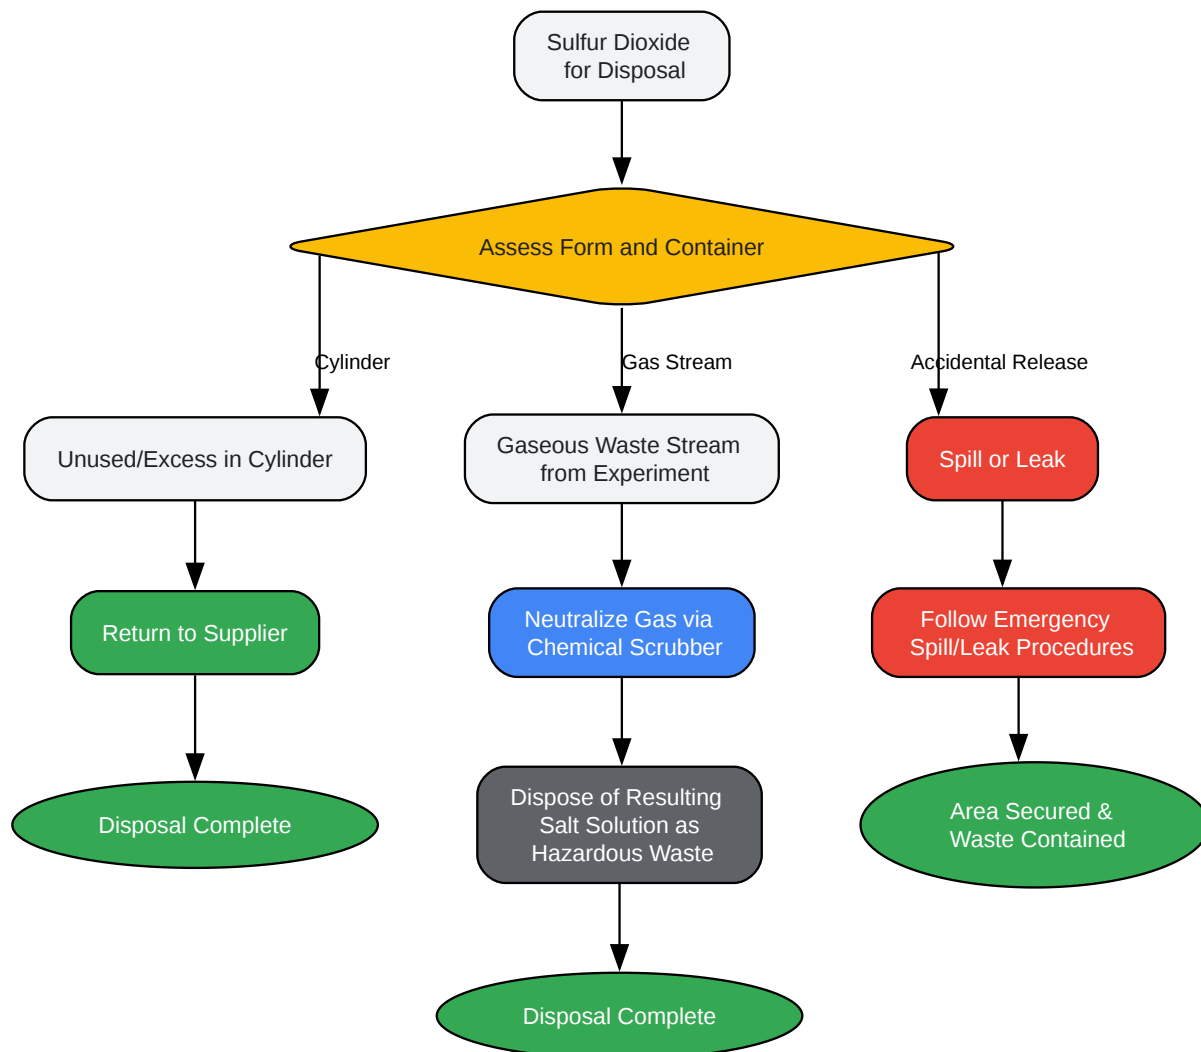 Sulfur Dioxide
for Disposal
Assess Form and Container
Cylinder
Gas Stream
Accidental Release
Unused/Excess in Cylinder
Gaseous Waste Stream
from Experiment
Spill or Leak
Return to Supplier
Neutralize Gas via
Chemical Scrubber
Follow Emergency
Spill/Leak Procedures
Disposal Complete
Dispose of Resulting
Salt Solution as
Hazardous Waste
Area Secured &
Waste Contained
Disposal Complete